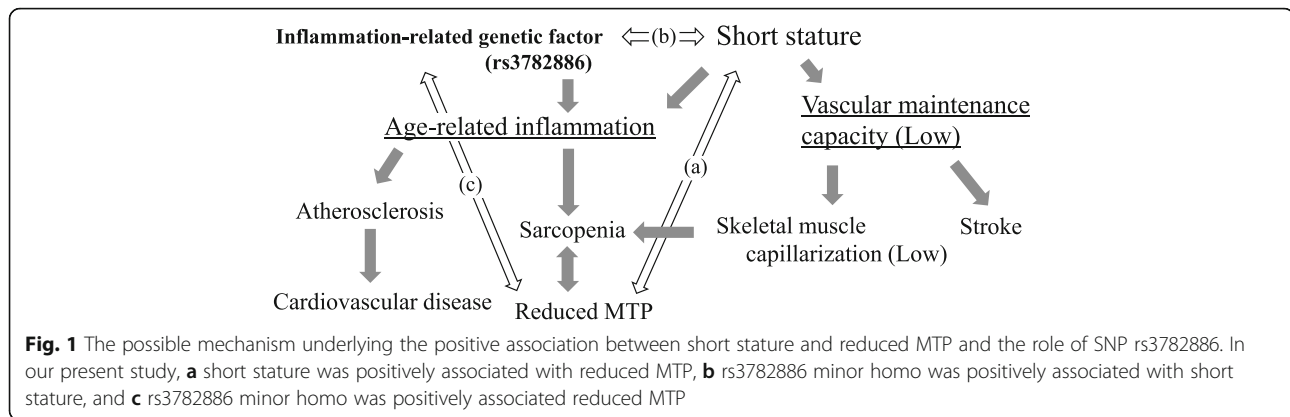 Inflammation-related genetic factor (b) Short stature
(rs3782886)
Vascular maintenance
capacity (Low)
Age-related inflammation
(a)
(c)
Atherosclerosis
Sarcopenia
Skeletal muscle
capillarization (Low)
Stroke
Cardiovascular disease
Reduced MTP
Fig. 1 The possible mechanism underlying the positive association between short stature and reduced MTP and the role of SNP rs3782886. In
our present study, a short stature was positively associated with reduced MTP, b rs3782886 minor homo was positively associated with short
stature, and c rs3782886 minor homo was positively associated reduced MTP